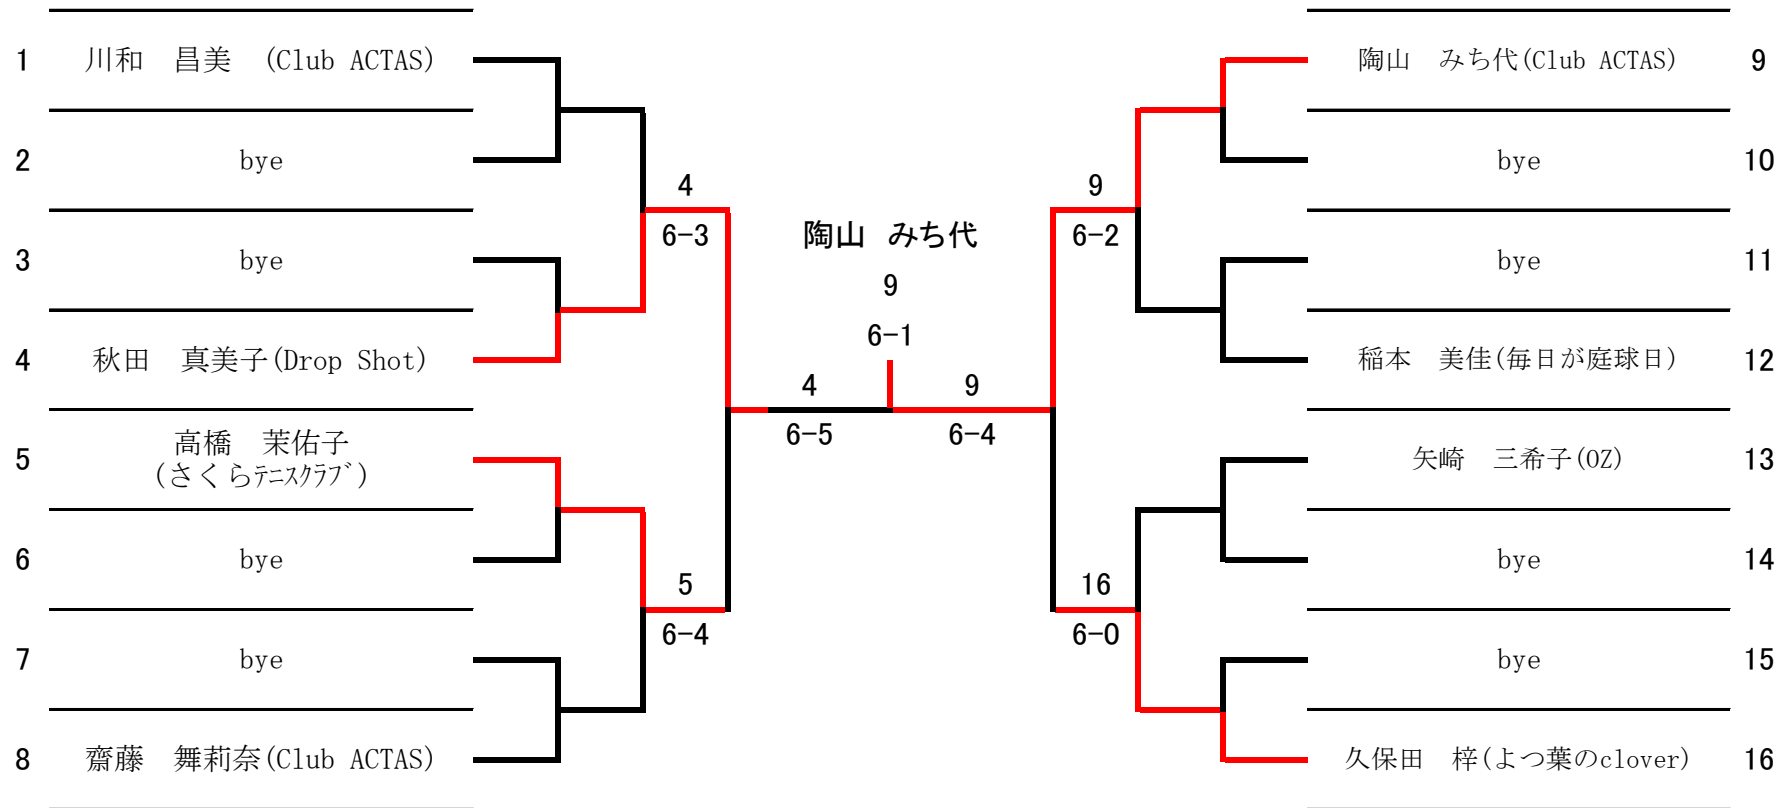 1 川和 昌美 (Club ACTAS)
2 bye
3 bye
4 秋田 真美子(Drop Shot)
5 高橋 茉佑子
(さくらﾃﾆｽｸﾗﾌﾞ)
6 bye
7 bye
8 齋藤 舞莉奈(Club ACTAS)
4
6-3
5
6-4
陶山 みち代
9
6-1
4
6-5
9
6-4
9
6-2
16
6-0
陶山 みち代(Club ACTAS) 9
bye 10
bye 11
稲本 美佳(毎日が庭球日) 12
矢崎 三希子(OZ) 13
bye 14
bye 15
久保田 梓(よつ葉のclover) 16